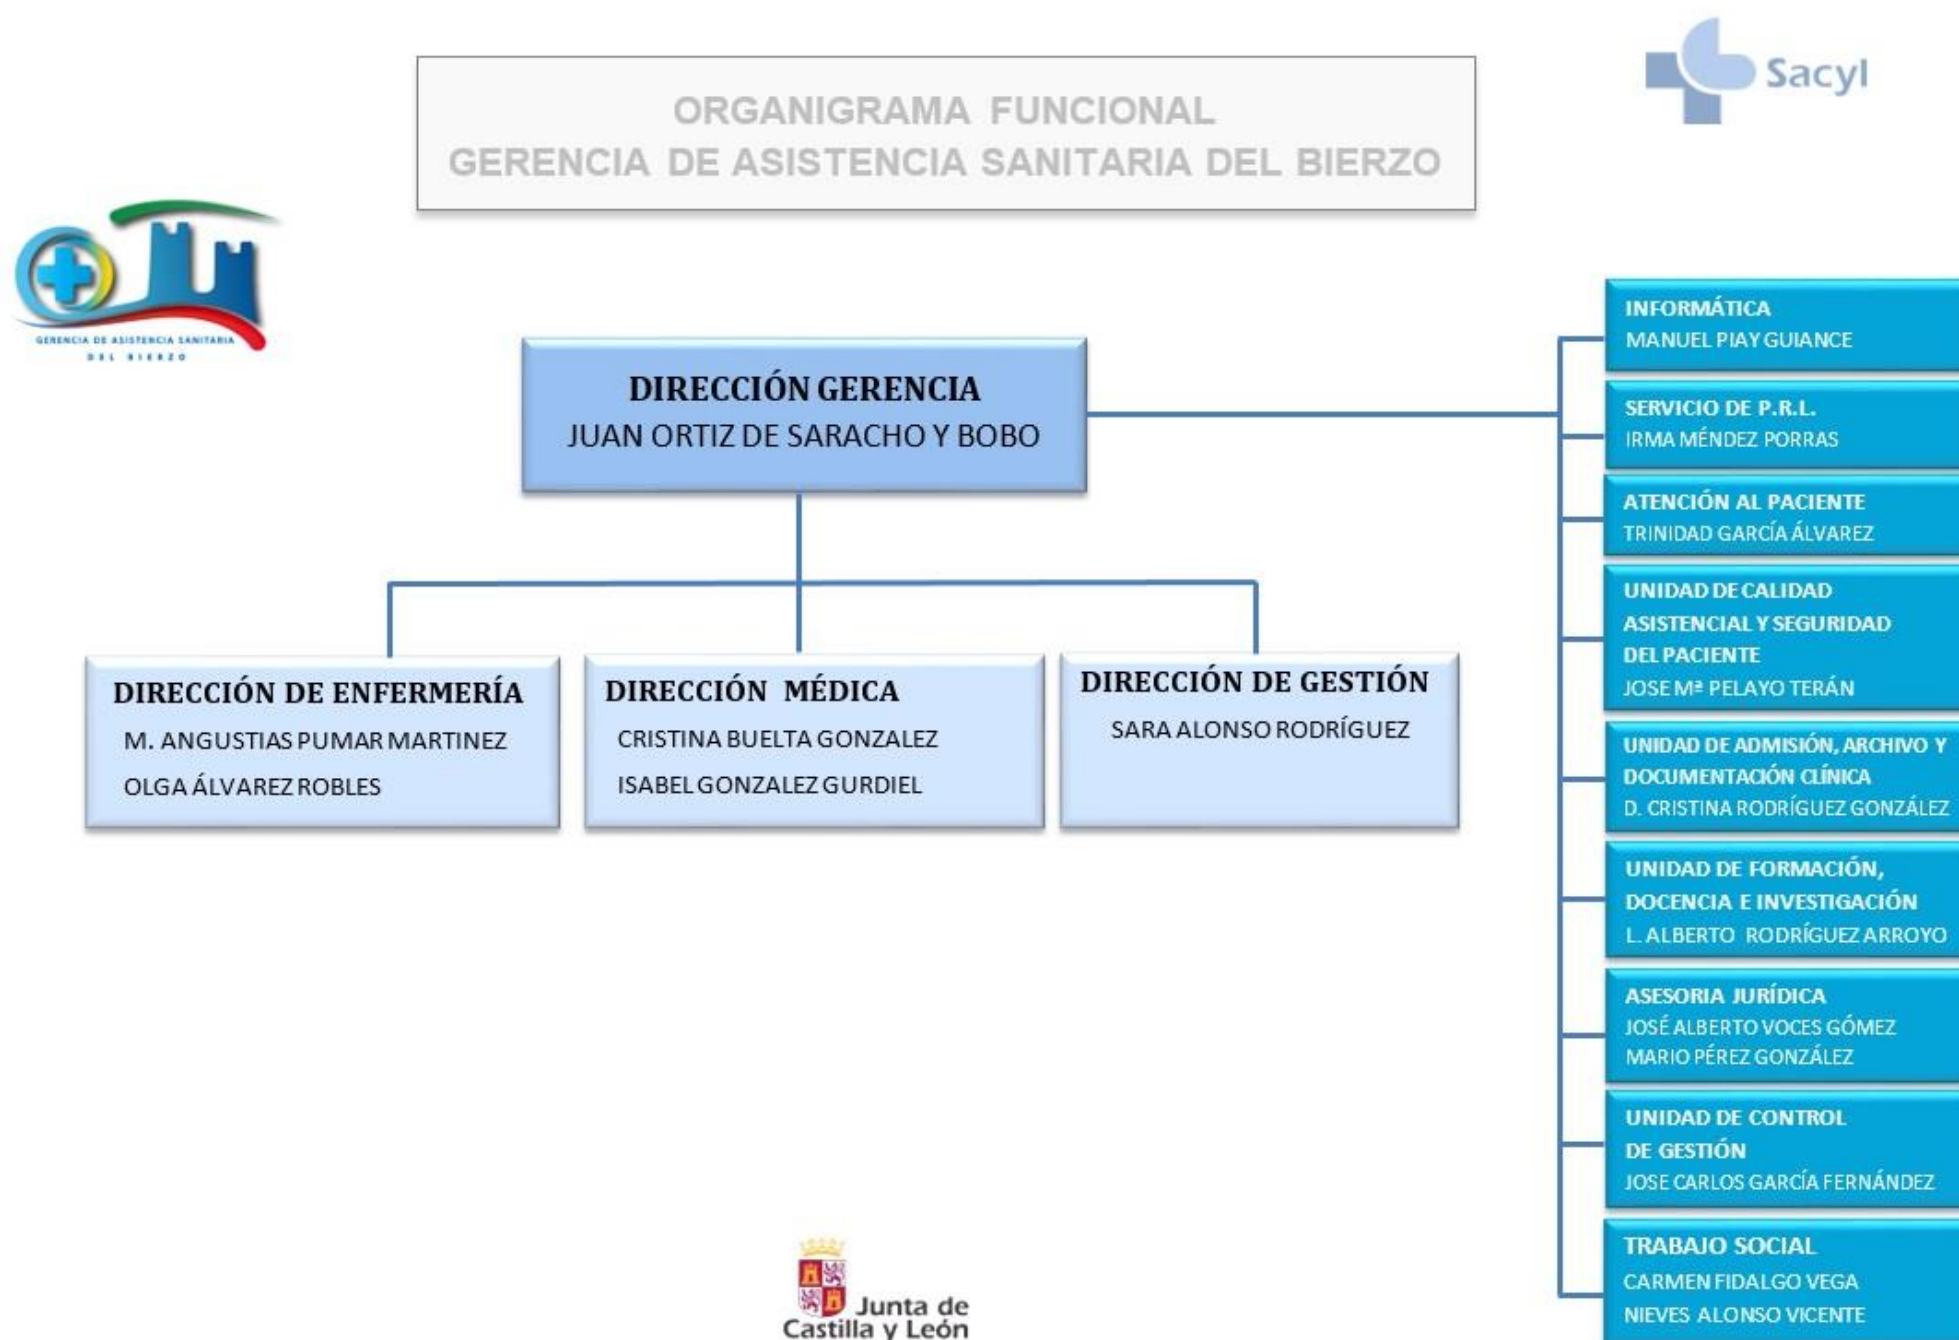 Sacyl
ORGANIGRAMA FUNCIONAL
GERENCIA DE ASISTENCIA SANITARIA DEL BIERZO
GERENCIA DE ASISTENCIA SANITARIA
DEL BIERZO
DIRECCIÓN GERENCIA
JUAN ORTIZ DE SARACHO Y BOBO
DIRECCIÓN DE ENFERMERÍA
M. ANGUSTIAS PUMAR MARTINEZ
OLGA ÁLVAREZ ROBLES
DIRECCIÓN MÉDICA
CRISTINA BUELTA GONZALEZ
ISABEL GONZALEZ GURDIEL
DIRECCIÓN DE GESTIÓN
SARA ALONSO RODRÍGUEZ
INFORMÁTICA
MANUEL PIAY GUIANCE
SERVICIO DE P.R.L.
IRMA MÉNDEZ PORRAS
ATENCIÓN AL PACIENTE
TRINIDAD GARCÍA ÁLVAREZ
UNIDAD DE CALIDAD
ASISTENCIAL Y SEGURIDAD
DEL PACIENTE
JOSE Mª PELAYO TERÁN
UNIDAD DE ADMISIÓN, ARCHIVO Y
DOCUMENTACIÓN CLÍNICA
D. CRISTINA RODRÍGUEZ GONZÁLEZ
UNIDAD DE FORMACIÓN,
DOCENCIA E INVESTIGACIÓN
L. ALBERTO RODRÍGUEZ ARROYO
ASESORIA JURÍDICA
JOSÉ ALBERTO VOCES GÓMEZ
MARIO PÉREZ GONZÁLEZ
UNIDAD DE CONTROL
DE GESTIÓN
JOSE CARLOS GARCÍA FERNÁNDEZ
TRABAJO SOCIAL
CARMEN FIDALGO VEGA
NIEVES ALONSO VICENTE
Junta de
Castilla y León